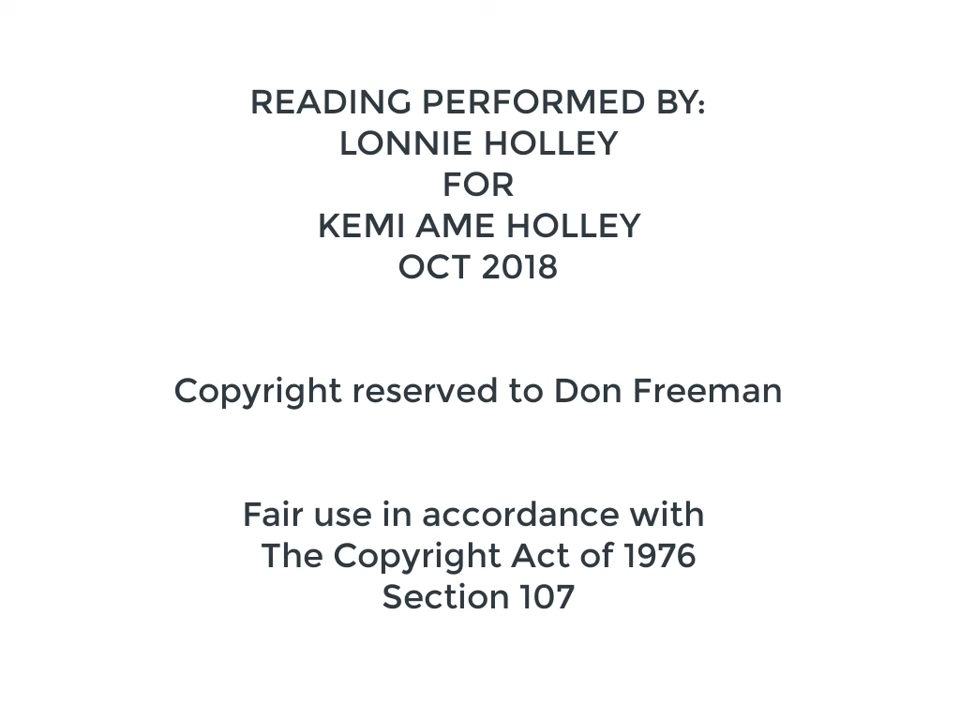 READING PERFORMED BY:
LONNIE HOLLEY
FOR
KEMI AME HOLLEY
OCT 2018
Copyright reserved to Don Freeman
Fair use in accordance with
The Copyright Act of 1976
Section 107